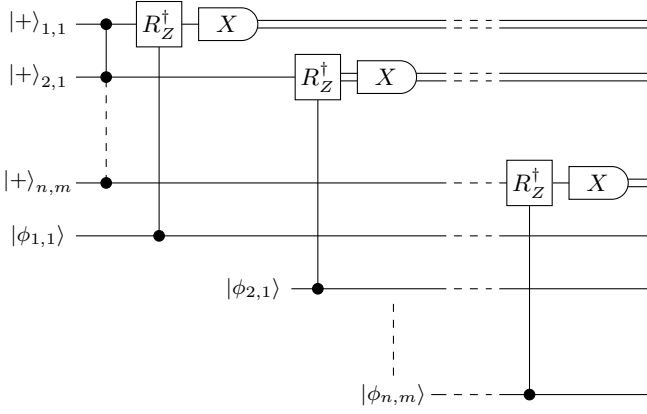 |+⟩1,1 R†Z X
|+⟩2,1 R†Z X
|+⟩n,m R†Z X
|ϕ1,1⟩
|ϕ2,1⟩
|ϕn,m⟩